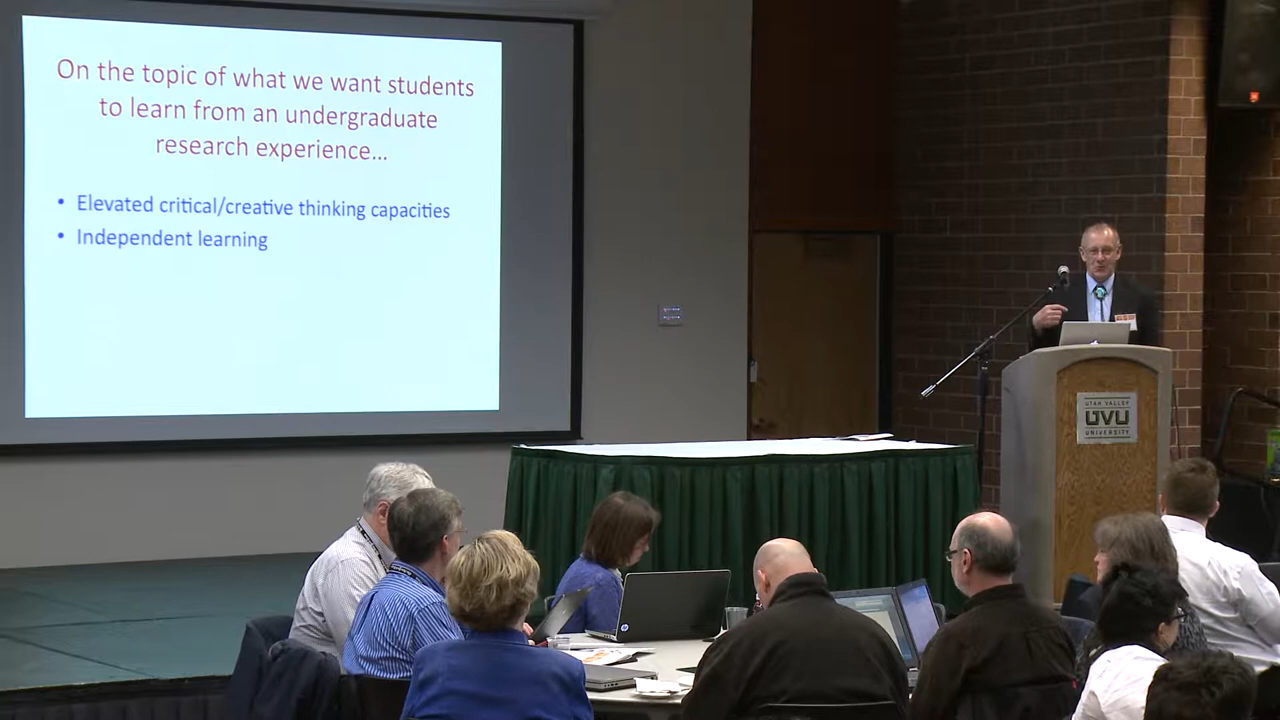 On the topic of what we want students
to learn from an undergraduate
research experience...
• Elevated critical/creative thinking capacities
• Independent learning
UTAH VALLEY
UVU
UNIVERSITY
hp